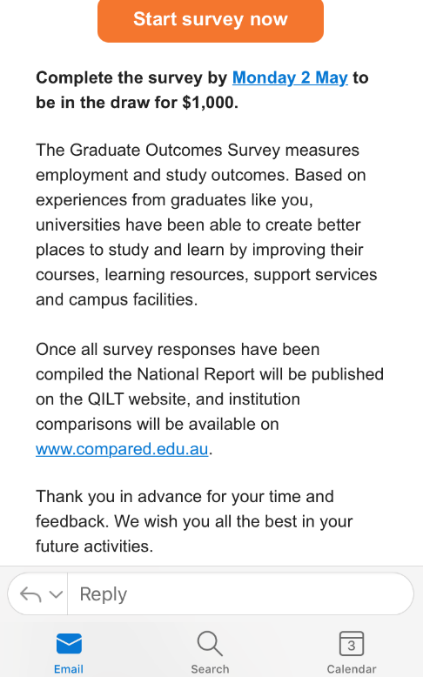 Start survey now
Complete the survey by Monday 2 May to
be in the draw for $1,000.
The Graduate Outcomes Survey measures
employment and study outcomes. Based on
experiences from graduates like you,
universities have been able to create better
places to study and learn by improving their
courses, learning resources, support services
and campus facilities.
Once all survey responses have been
compiled the National Report will be published
on the QILT website, and institution
comparisons will be available on
www.compared.edu.au.
Thank you in advance for your time and
feedback. We wish you all the best in your
future activities.
Reply
Email
Search
3
Calendar